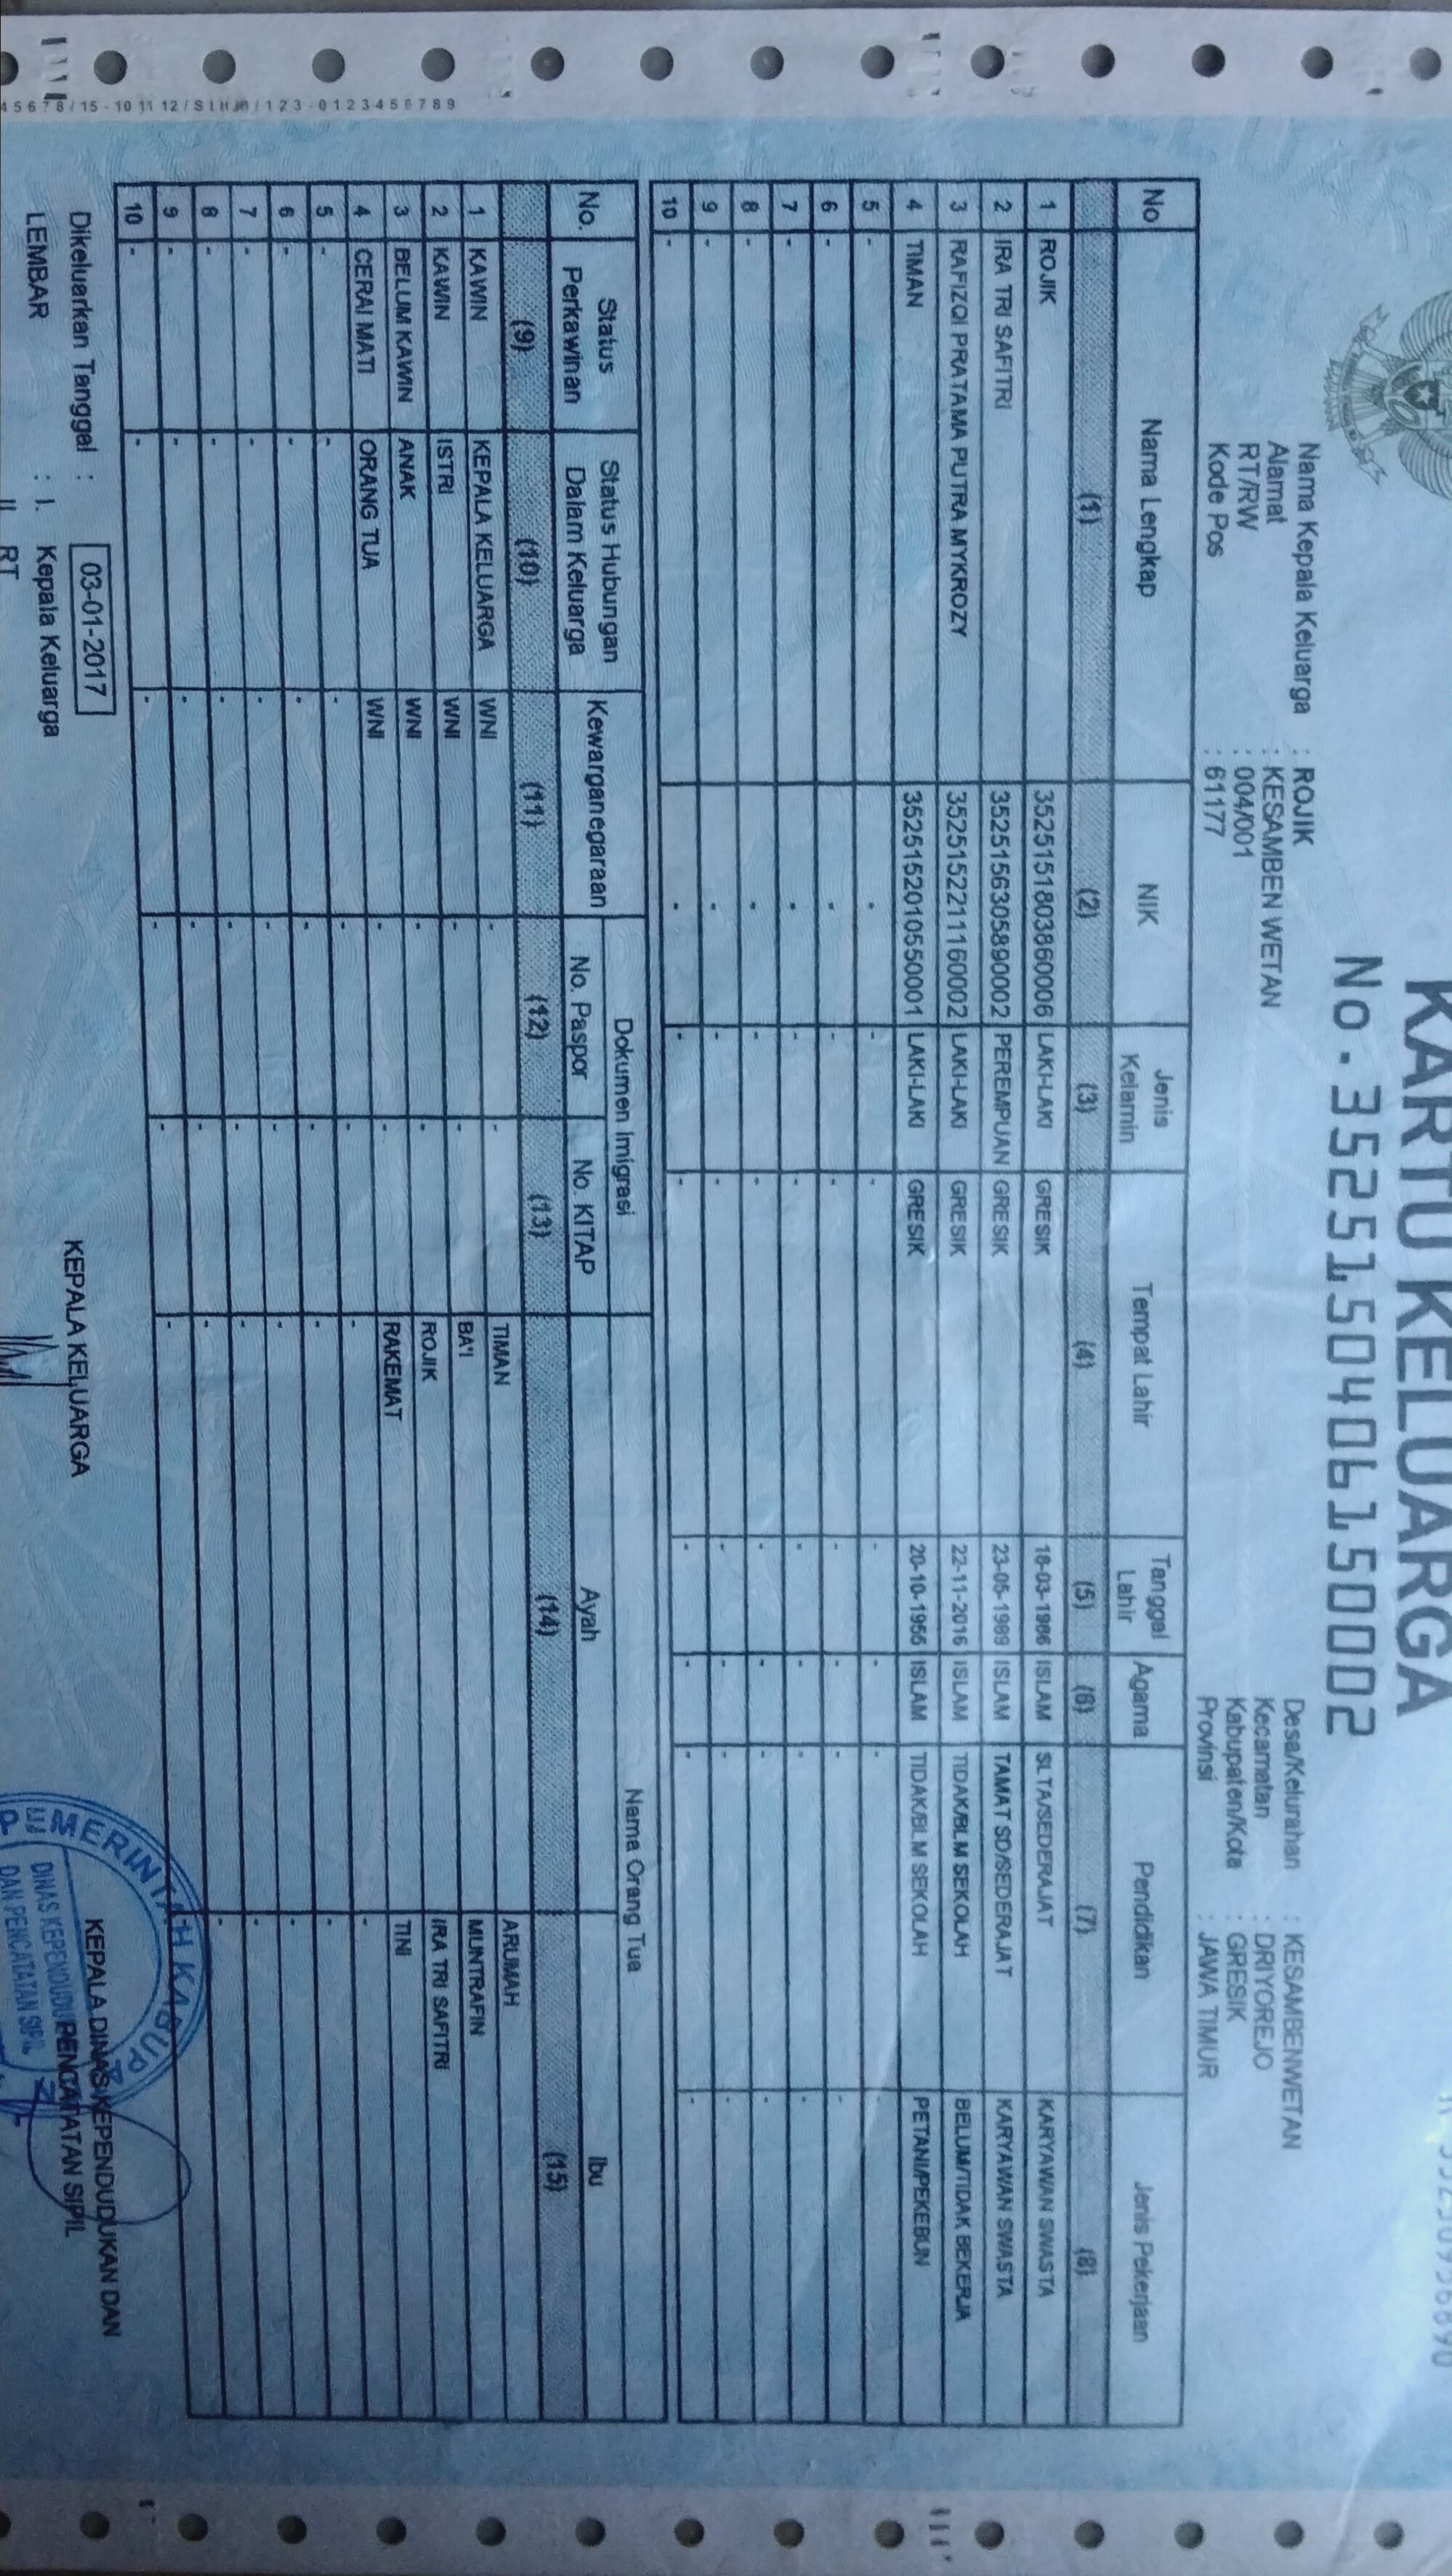 KARTU KELUARGA
No. 3525150406150002
Nama Kepala Keluarga : ROJIK
Alamat : KESAMBEN WETAN
RT/RW : 004/001
Kode Pos : 61177
Desa/Kelurahan : KESAMBENWETAN
Kecamatan : DRIYOREJO
Kabupaten/Kota : GRESIK
Provinsi : JAWA TIMUR
No Nama Lengkap NIK Jenis Kelamin Tempat Lahir Tanggal Lahir Agama Pendidikan Jenis Pekerjaan
(1) (2) (3) (4) (5) (6) (7) (8)
1 ROJIK 3525151803860006 LAKI-LAKI GRESIK 18-03-1986 ISLAM SLTA/SEDERAJAT KARYAWAN SWASTA
2 IRA TRI SAFITRI 3525156305890002 PEREMPUAN GRESIK 23-05-1989 ISLAM TAMAT SD/SEDERAJAT KARYAWAN SWASTA
3 RAFIZQI PRATAMA PUTRA MYKROZY 3525152211160002 LAKI-LAKI GRESIK 22-11-2016 ISLAM TIDAK/BLM SEKOLAH BELUM/TIDAK BEKERJA
4 TIMAN 3525152010550001 LAKI-LAKI GRESIK 20-10-1955 ISLAM TIDAK/BLM SEKOLAH PETANI/PEKEBUN
5 - - - - - - - -
6 - - - - - - - -
7 - - - - - - - -
8 - - - - - - - -
9 - - - - - - - -
10 - - - - - - - -
No. Status Perkawinan Status Hubungan Dalam Keluarga Kewarganegaraan Dokumen Imigrasi Nama Orang Tua
No. Paspor No. KITAP Ayah Ibu
(9) (10) (11) (12) (13) (14) (15)
1 KAWIN KEPALA KELUARGA WNI - - TIMAN ARUMAH
2 KAWIN ISTRI WNI - - BA'I MUNTRAFIN
3 BELUM KAWIN ANAK WNI - - ROJIK IRA TRI SAFITRI
4 CERAI MATI ORANG TUA WNI - - RAKEMAT TINI
5 - - - - - - -
6 - - - - - - -
7 - - - - - - -
8 - - - - - - -
9 - - - - - - -
10 - - - - - - -
Dikeluarkan Tanggal : 03-01-2017
LEMBAR : I. Kepala Keluarga
II RT
KEPALA KELUARGA
KEPALA DINAS KEPENDUDUKAN DAN
PENCATATAN SIPIL
PEMERINTAH KABUP
DINAS KEPENDUDU
DAN PENCATATAN SIPIL